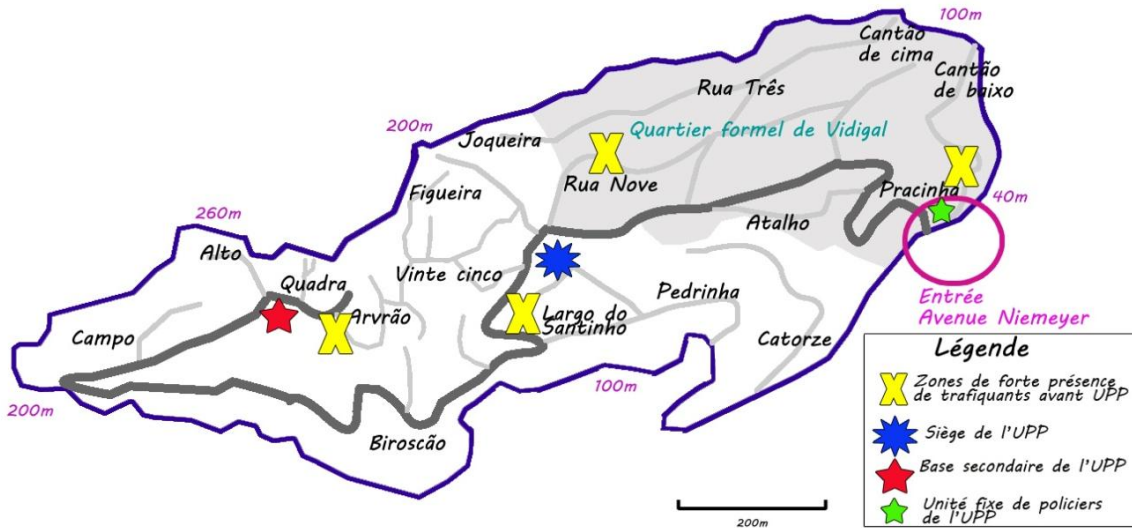 100m
Cantão
de cima
Cantão
de baixo
Rua Três
200m
Joqueira
Quartier formel de Vidigal
Figueira
Rua Nove
Pracinha
40m
260m
Atalho
Alto
Quadra
Vinte cinco
Pedrinha
Entrée
Avenue Niemeyer
Arvrão
Largo do
Santinho
Campo
Catorze
100m
200m
Biroscão
Légende
Zones de forte présence
de trafiquants avant UPP
Siège de l'UPP
Base secondaire de l'UPP
Unité fixe de policiers
de l'UPP
200m